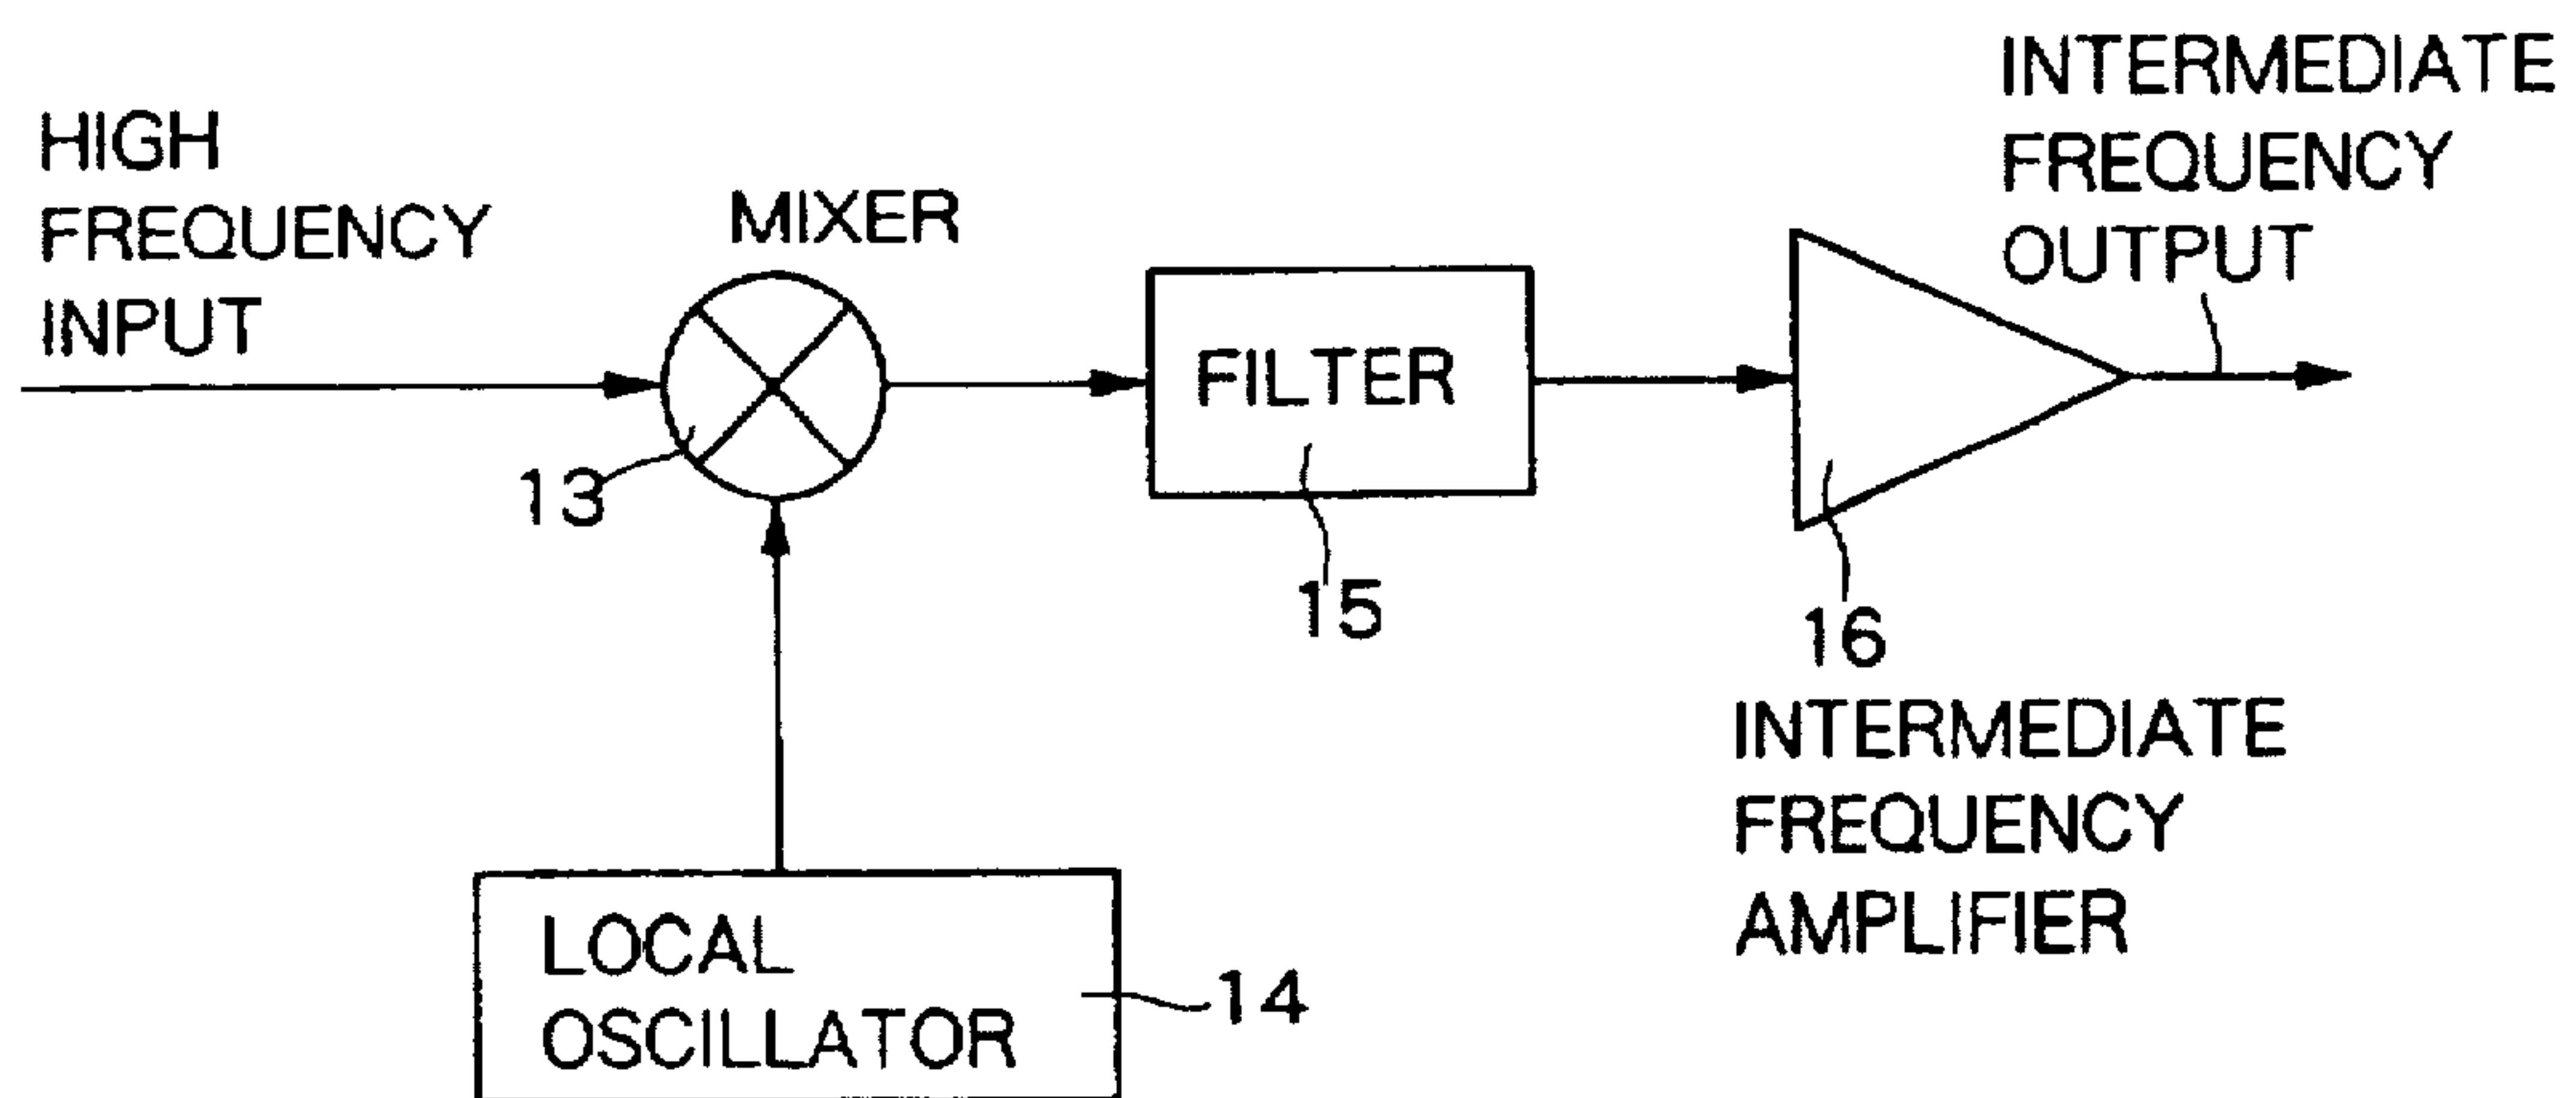 HIGH
FREQUENCY
INPUT
MIXER
13
FILTER
15
INTERMEDIATE
FREQUENCY
OUTPUT
16
INTERMEDIATE
FREQUENCY
AMPLIFIER
LOCAL
OSCILLATOR
14